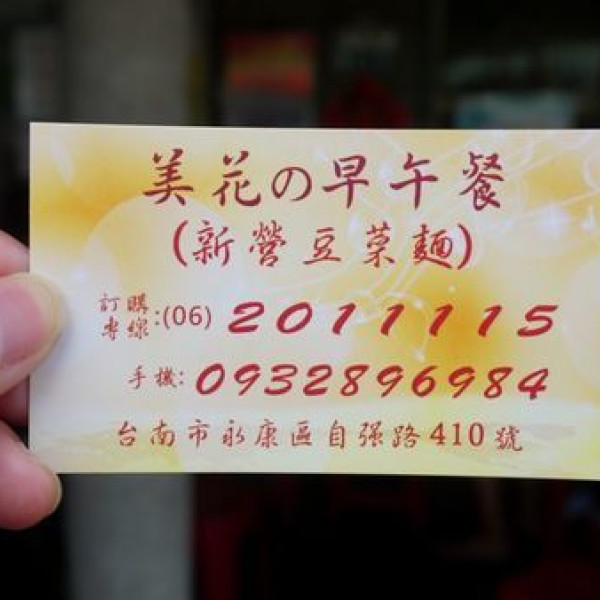 美花の早午餐
(新營豆菜麵)
訂購專線:(06) 2011115
手機:0932896984
台南市永康區自强路410號